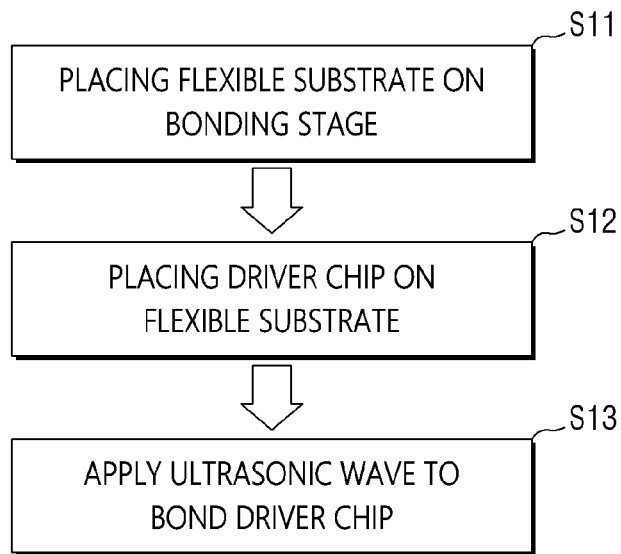 S11
PLACING FLEXIBLE SUBSTRATE ON
BONDING STAGE
S12
PLACING DRIVER CHIP ON
FLEXIBLE SUBSTRATE
S13
APPLY ULTRASONIC WAVE TO
BOND DRIVER CHIP